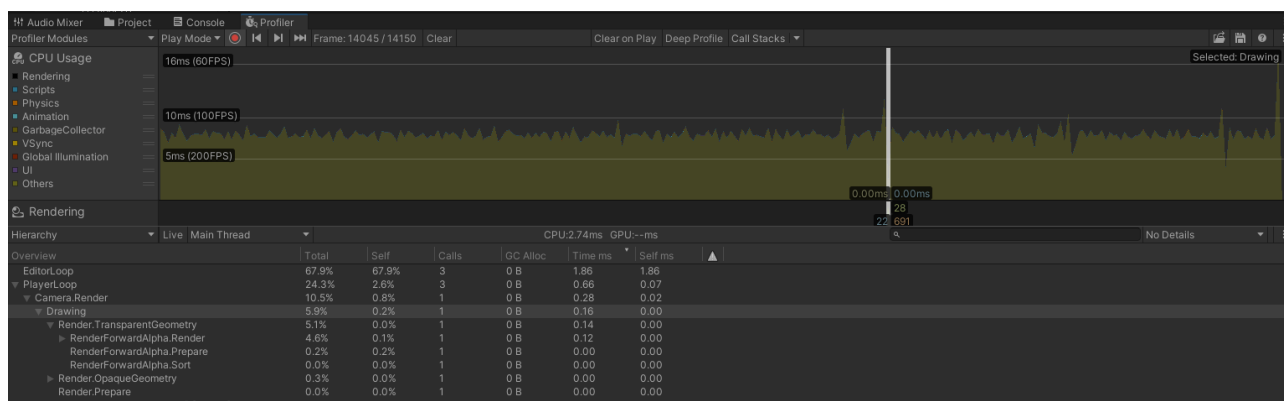 Audio Mixer Project Console Profiler
Profiler Modules Play Mode Frame: 14045 / 14150 Clear Clear on Play Deep Profile Call Stacks
CPU Usage
Rendering
Scripts
Physics
Animation
GarbageCollector
VSync
Global Illumination
UI
Others
16ms (60FPS)
10ms (100FPS)
5ms (200FPS)
Selected: Drawing
0.00ms 0.00ms
28
22 691
Rendering
Hierarchy Live Main Thread CPU:2.74ms GPU:--ms No Details
Overview Total Self Calls GC Alloc Time ms Self ms
EditorLoop 67.9% 67.9% 3 0 B 1.86 1.86
PlayerLoop 24.3% 2.6% 3 0 B 0.66 0.07
Camera.Render 10.5% 0.8% 1 0 B 0.28 0.02
Drawing 5.9% 0.2% 1 0 B 0.16 0.00
Render.TransparentGeometry 5.1% 0.0% 1 0 B 0.14 0.00
RenderForwardAlpha.Render 4.6% 0.1% 1 0 B 0.12 0.00
RenderForwardAlpha.Prepare 0.2% 0.2% 1 0 B 0.00 0.00
RenderForwardAlpha.Sort 0.0% 0.0% 1 0 B 0.00 0.00
Render.OpaqueGeometry 0.3% 0.0% 1 0 B 0.00 0.00
Render.Prepare 0.0% 0.0% 1 0 B 0.00 0.00